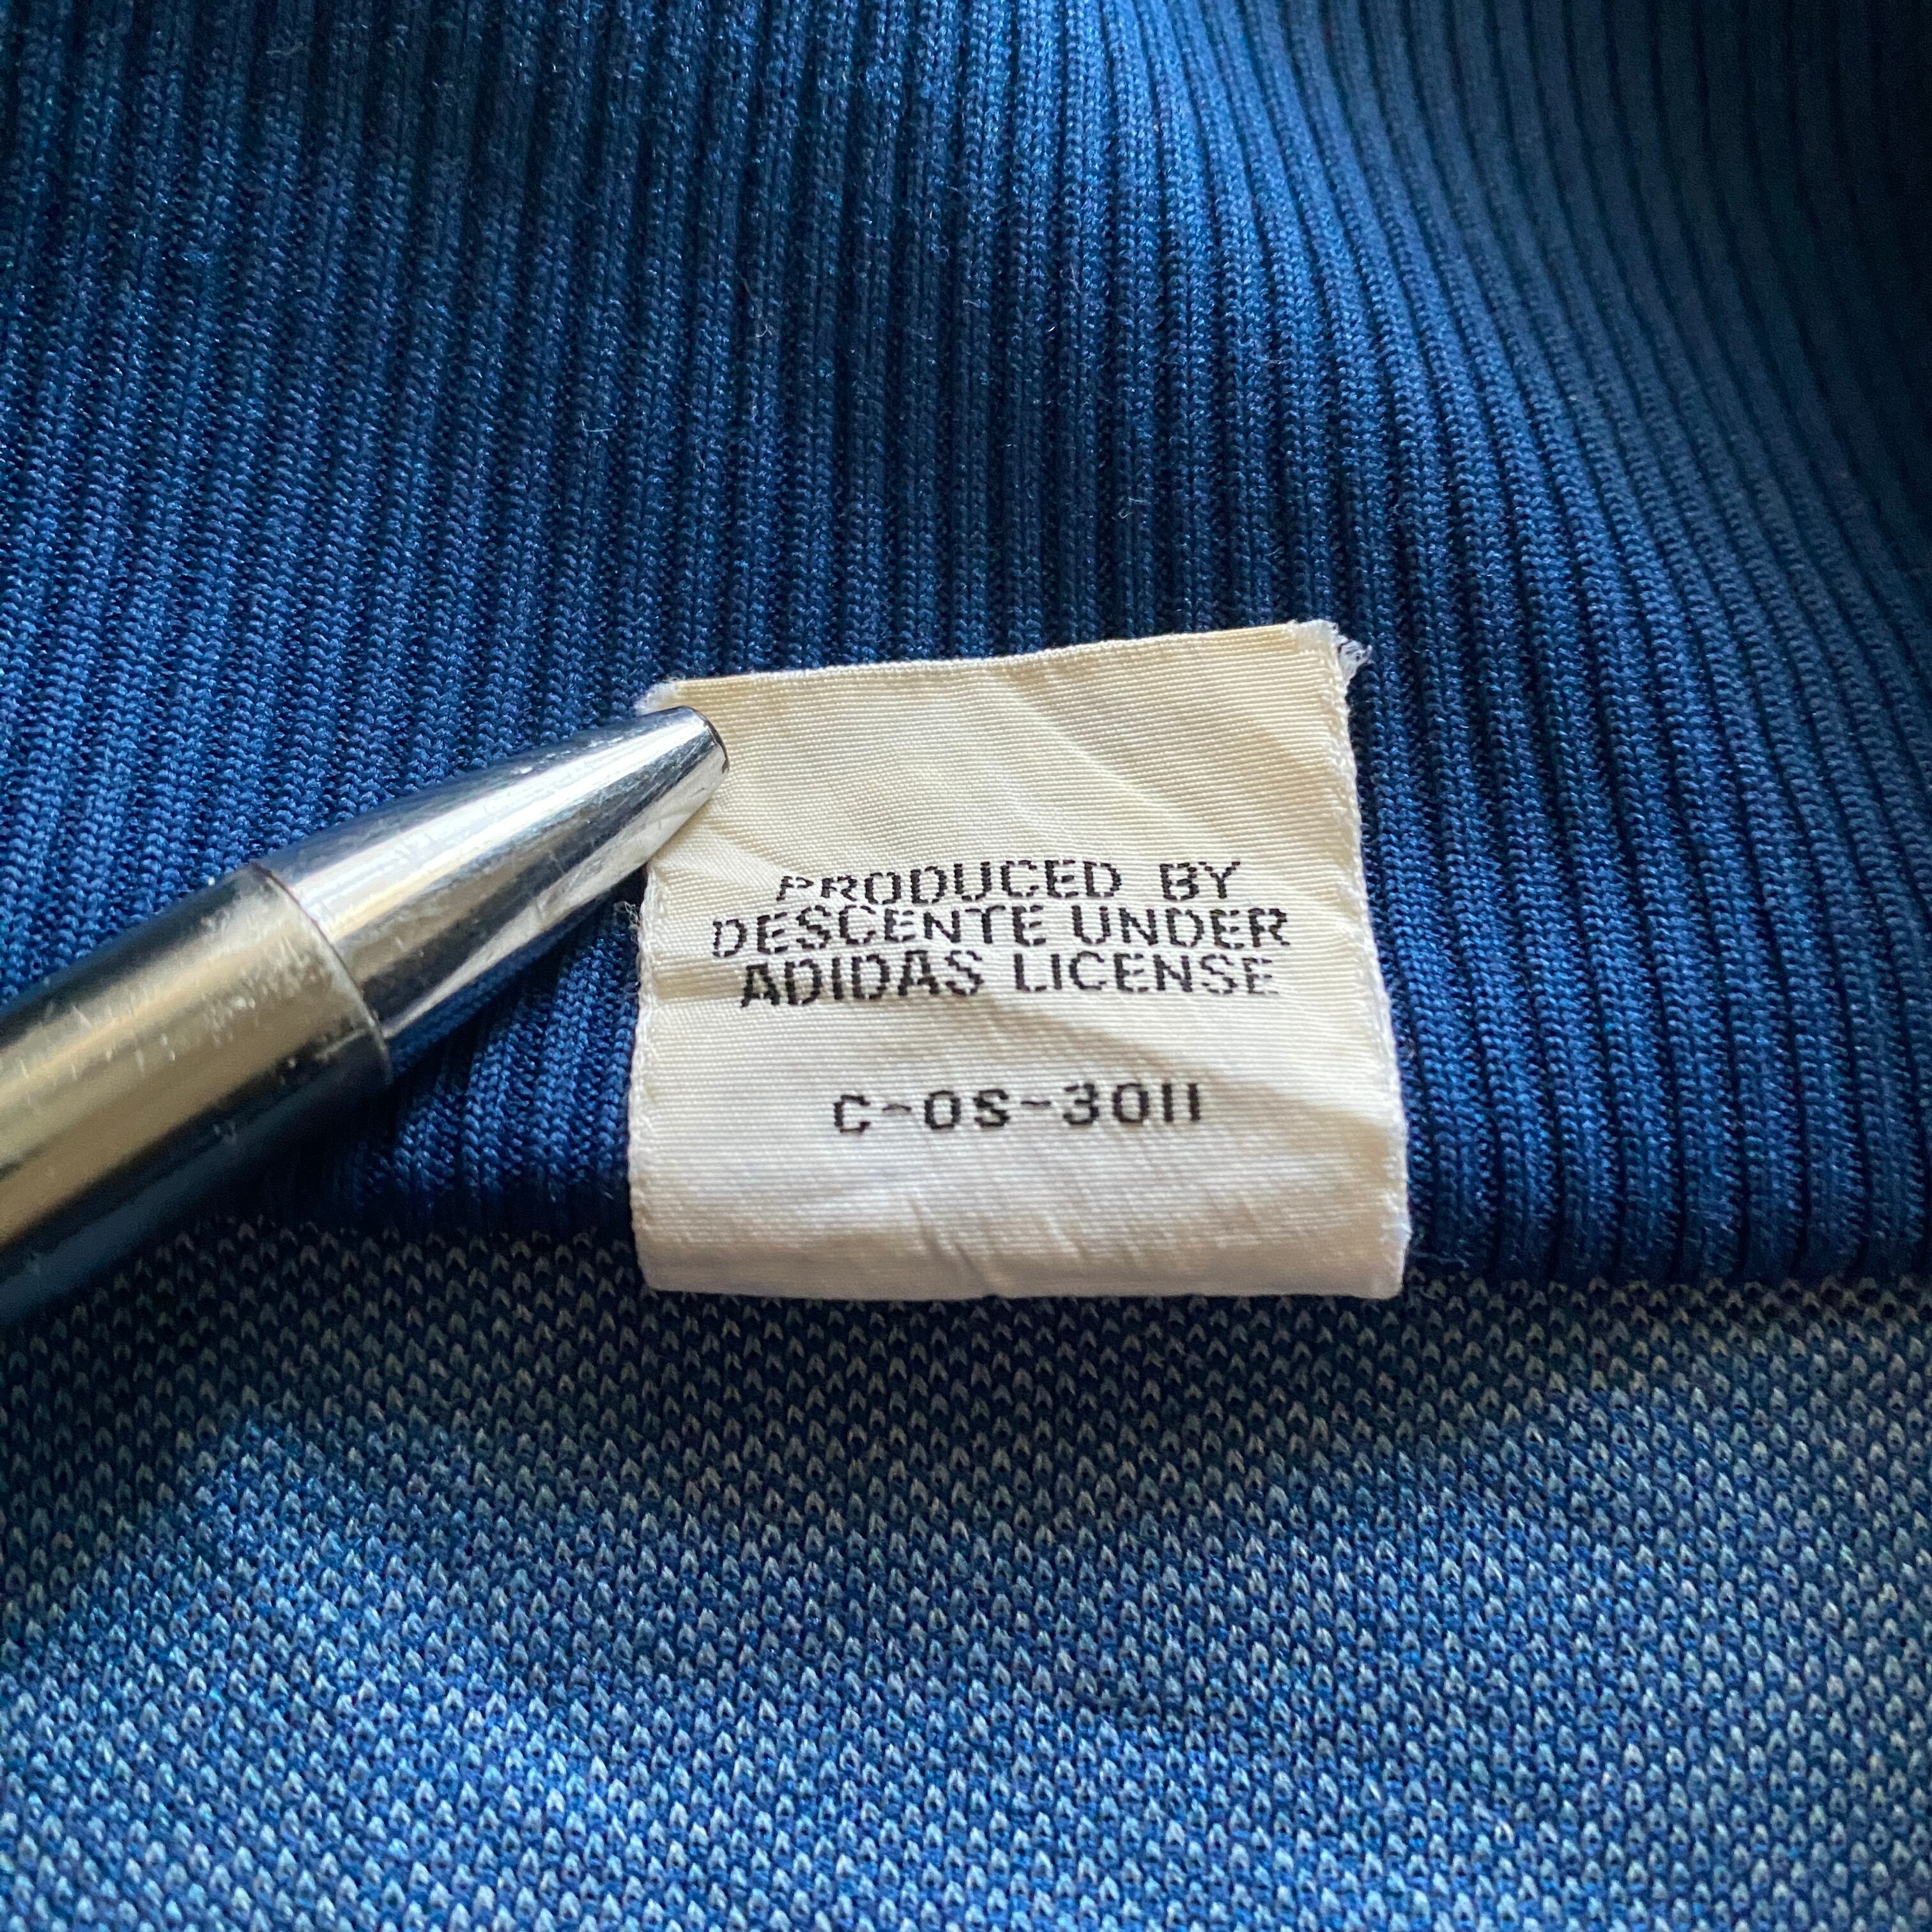 PRODUCED BY
DESCENTE UNDER
ADIDAS LICENSE
C-OS-3011